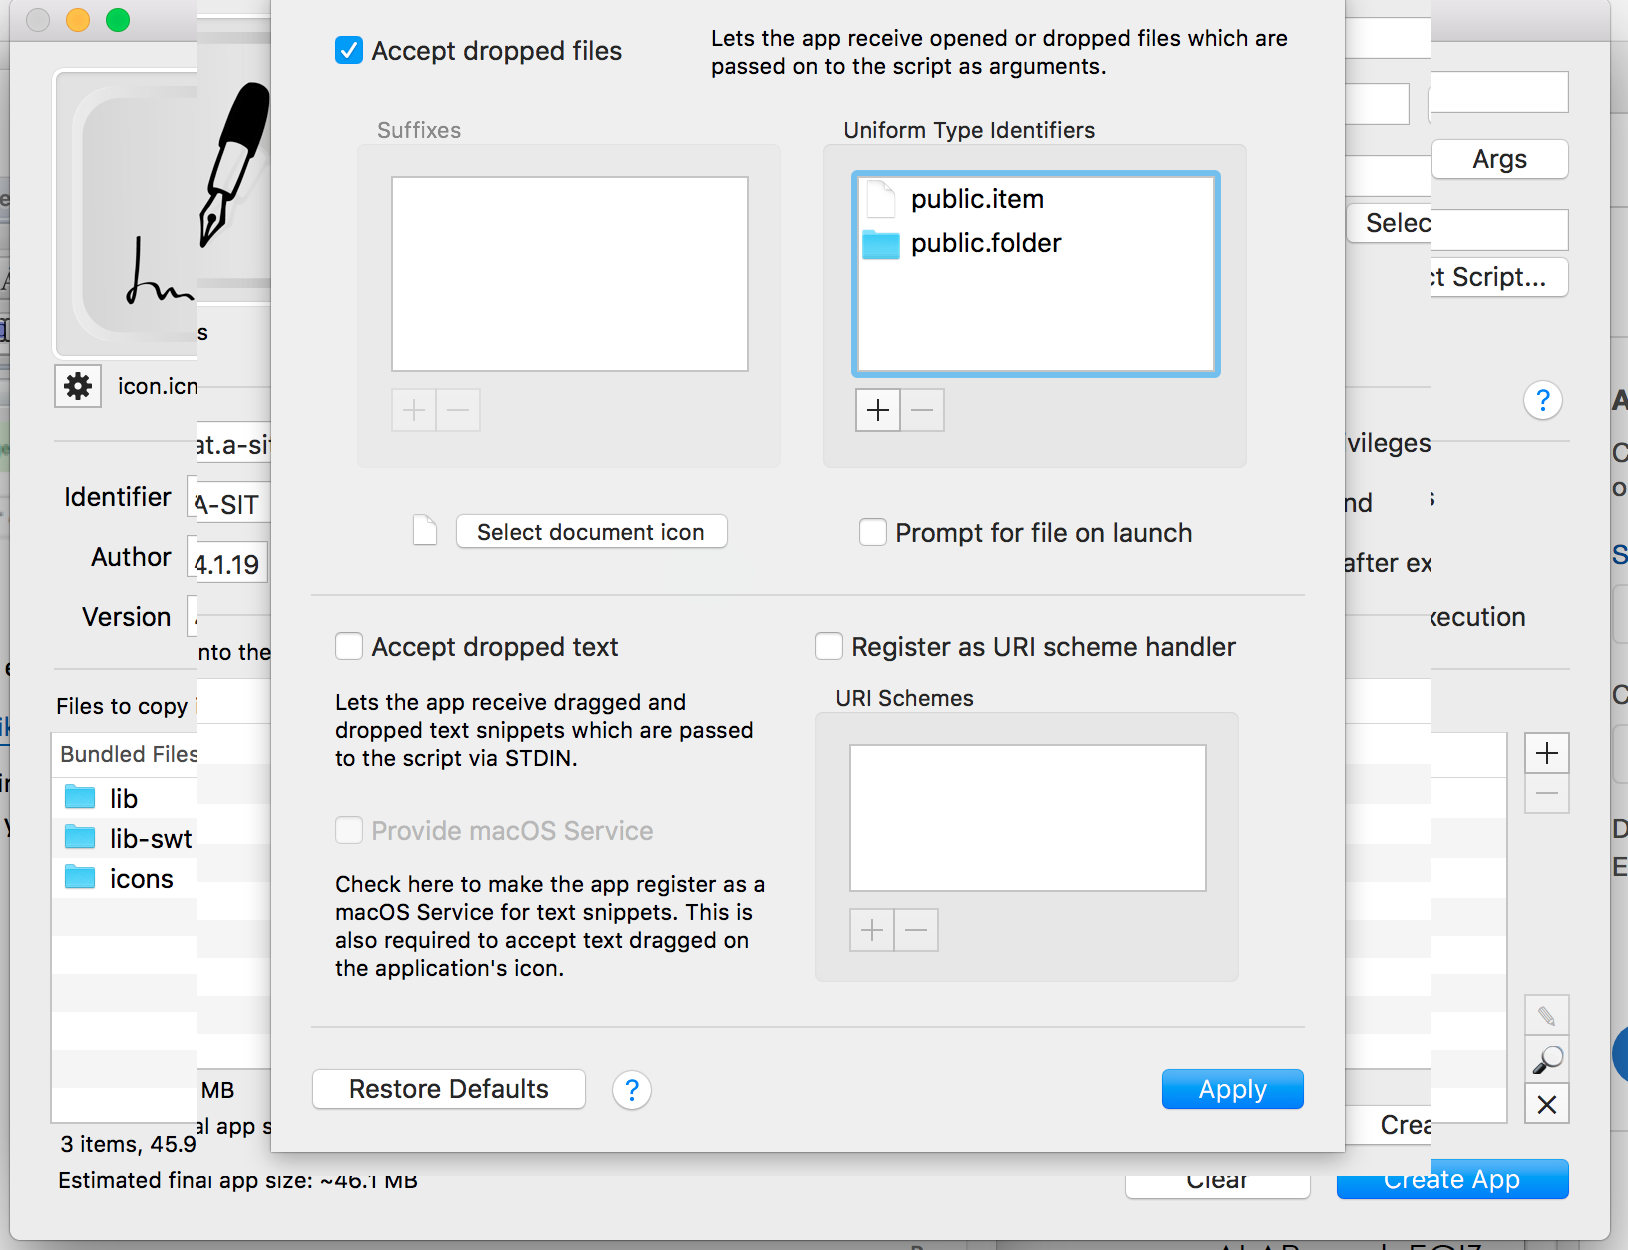 Accept dropped files
Lets the app receive opened or dropped files which are
passed on to the script as arguments.
Suffixes
Uniform Type Identifiers
public.item
public.folder
Args
Selec
ct Script...
s
icon.icn
at.a-sit
vileges
Identifier
A-SIT
nd
Select document icon
Prompt for file on launch
Author
4.1.19
after ex
Version
xecution
Accept dropped text
Register as URI scheme handler
nto the
Files to copy
Lets the app receive dragged and
dropped text snippets which are passed
to the script via STDIN.
URI Schemes
Bundled Files
lib
lib-swt
icons
Provide macOS Service
Check here to make the app register as a
macOS Service for text snippets. This is
also required to accept text dragged on
the application's icon.
Restore Defaults
?
Apply
MB
al app s
3 items, 45.9
Crea
Estimated final app size: ~46.1 MB
Clear
Create App